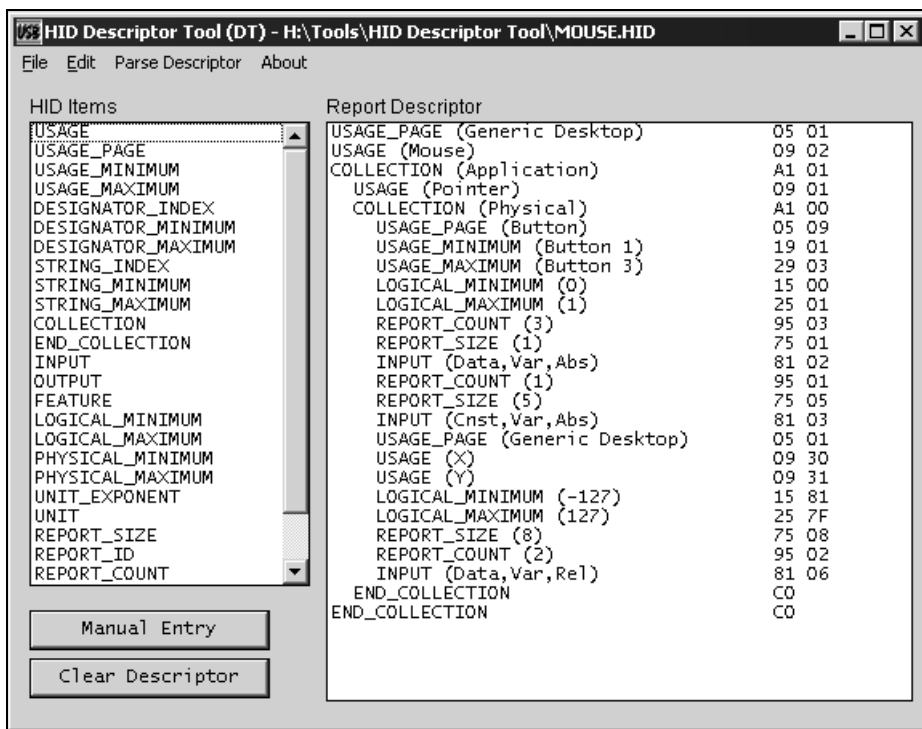 USB HID Descriptor Tool (DT) - H:\Tools\HID Descriptor Tool\MOUSE.HID
File Edit Parse Descriptor About
HID Items
USAGE
USAGE_PAGE
USAGE_MINIMUM
USAGE_MAXIMUM
DESIGNATOR_INDEX
DESIGNATOR_MINIMUM
DESIGNATOR_MAXIMUM
STRING_INDEX
STRING_MINIMUM
STRING_MAXIMUM
COLLECTION
END_COLLECTION
INPUT
OUTPUT
FEATURE
LOGICAL_MINIMUM
LOGICAL_MAXIMUM
PHYSICAL_MINIMUM
PHYSICAL_MAXIMUM
UNIT_EXPONENT
UNIT
REPORT_SIZE
REPORT_ID
REPORT_COUNT
Manual Entry
Clear Descriptor
Report Descriptor
USAGE_PAGE (Generic Desktop) 05 01
USAGE (Mouse) 09 02
COLLECTION (Application) A1 01
USAGE (Pointer) 09 01
COLLECTION (Physical) A1 00
USAGE_PAGE (Button) 05 09
USAGE_MINIMUM (Button 1) 19 01
USAGE_MAXIMUM (Button 3) 29 03
LOGICAL_MINIMUM (0) 15 00
LOGICAL_MAXIMUM (1) 25 01
REPORT_COUNT (3) 95 03
REPORT_SIZE (1) 75 01
INPUT (Data,Var,Abs) 81 02
REPORT_COUNT (1) 95 01
REPORT_SIZE (5) 75 05
INPUT (Cnst,Var,Abs) 81 03
USAGE_PAGE (Generic Desktop) 05 01
USAGE (X) 09 30
USAGE (Y) 09 31
LOGICAL_MINIMUM (-127) 15 81
LOGICAL_MAXIMUM (127) 25 7F
REPORT_SIZE (8) 75 08
REPORT_COUNT (2) 95 02
INPUT (Data,Var,Rel) 81 06
END_COLLECTION C0
END_COLLECTION C0